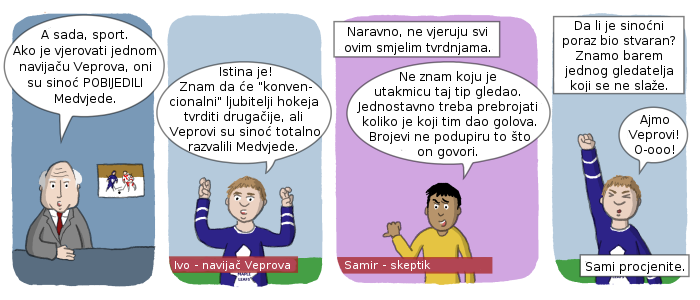 A sada, sport.
Ako je vjerovati jednom
navijaču Veprova, oni
su sinoć POBIJEDILI
Medvjede.
Istina je!
Znam da će "konven-
cionalni" ljubitelji hokeja
tvrditi drugačije, ali
Veprovi su sinoć totalno
razvalili Medvjede.
Ivo - navijač Veprova
MAPLE
LEAFS
Naravno, ne vjeruju svi
ovim smjelim tvrdnjama.
Ne znam koju je
utakmicu taj tip gledao.
Jednostavno treba prebrojati
koliko je koji tim dao golova.
Brojevi ne podupiru to što
on govori.
Samir - skeptik
Da li je sinoćni
poraz bio stvaran?
Znamo barem
jednog gledatelja
koji se ne slaže.
Ajmo
Veprovi!
O-ooo!
Sami procjenite.